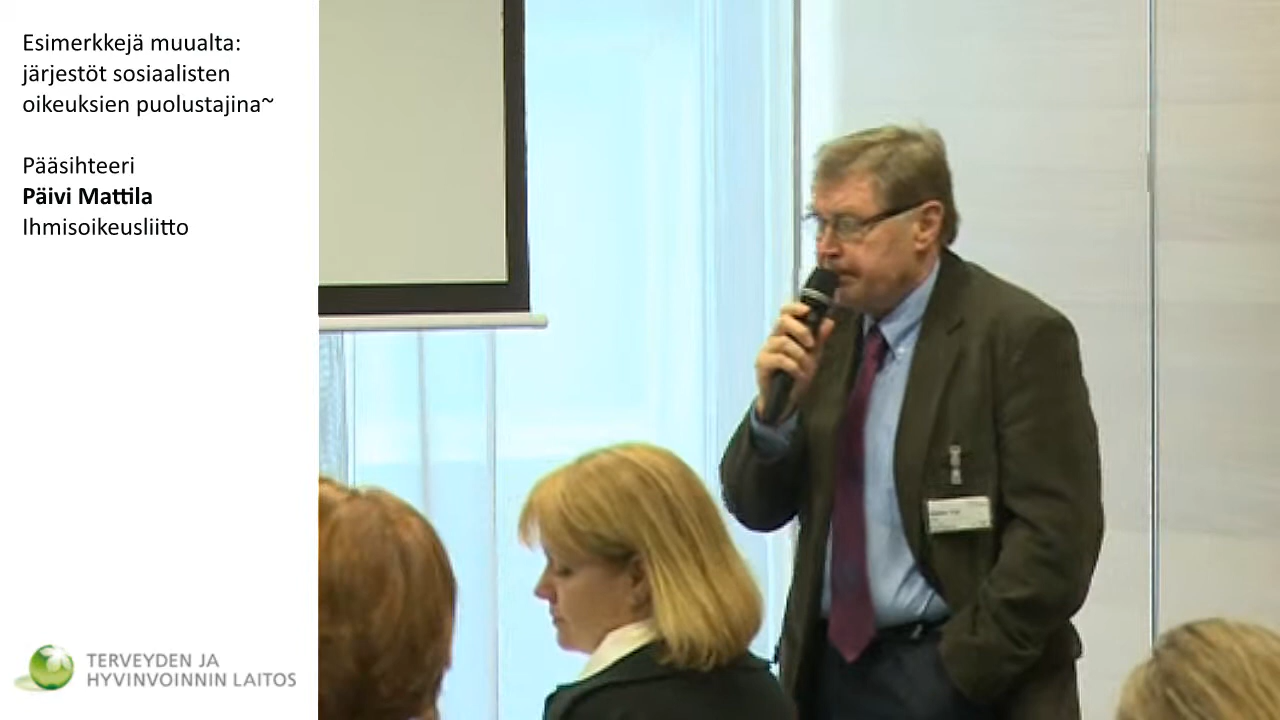 Esimerkkejä muualta:
järjestöt sosiaalisten
oikeuksien puolustajina~
Pääsihteeri
Päivi Mattila
Ihmisoikeusliitto
TERVEYDEN JA
HYVINVOINNIN LAITOS